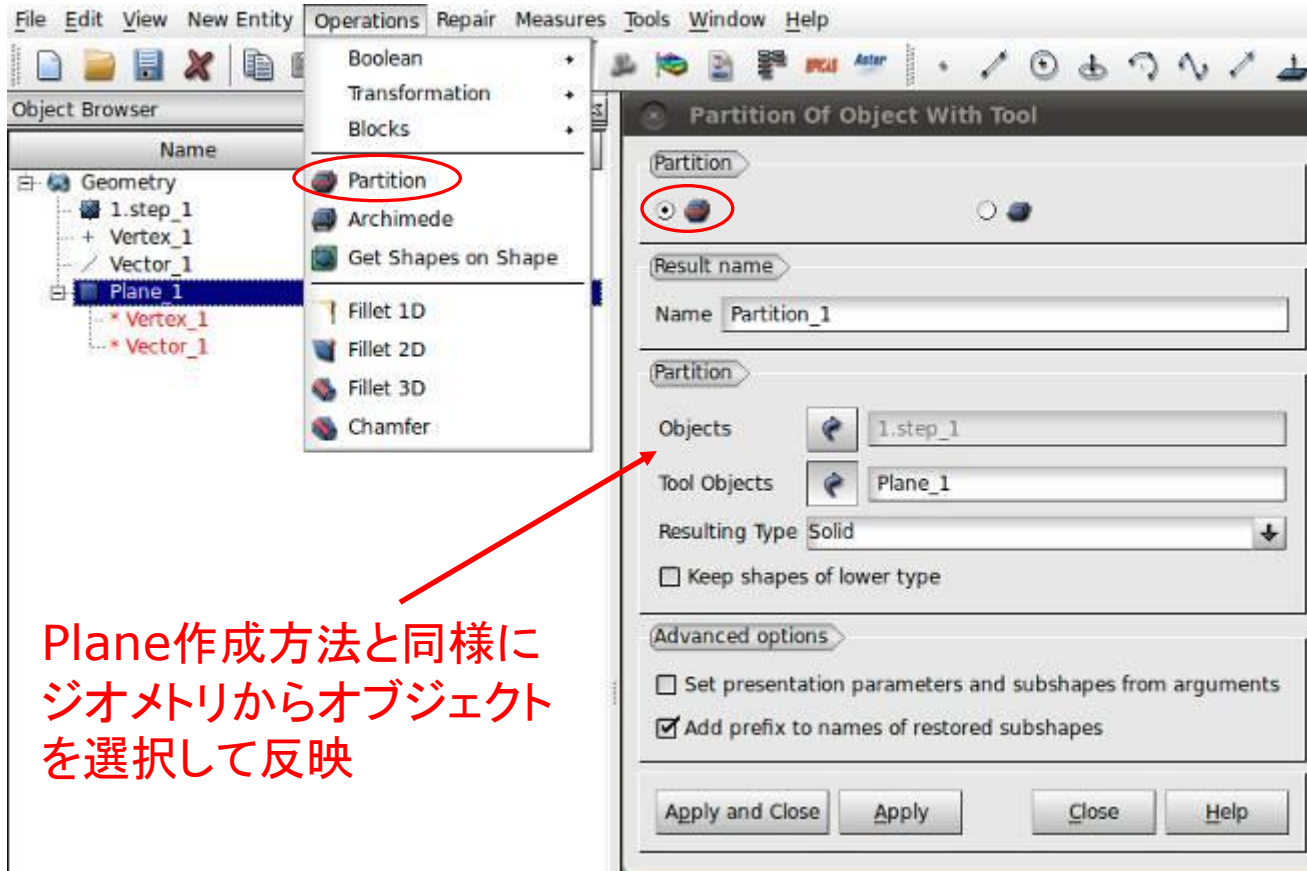 File Edit View New Entity Operations Repair Measures Tools Window Help
Aster
Object Browser
Name
Geometry
1.step_1
Vertex_1
Vector_1
Plane_1
* Vertex_1
* Vector_1
Boolean
Transformation
Blocks
Partition
Archimede
Get Shapes on Shape
Fillet 1D
Fillet 2D
Fillet 3D
Chamfer
Partition Of Object With Tool
Partition
Result name
Name Partition_1
Partition
Objects 1.step_1
Tool Objects Plane_1
Resulting Type Solid
Keep shapes of lower type
Advanced options
Set presentation parameters and subshapes from arguments
Add prefix to names of restored subshapes
Apply and Close Apply Close Help
Plane作成方法と同様に
ジオメトリからオブジェクト
を選択して反映